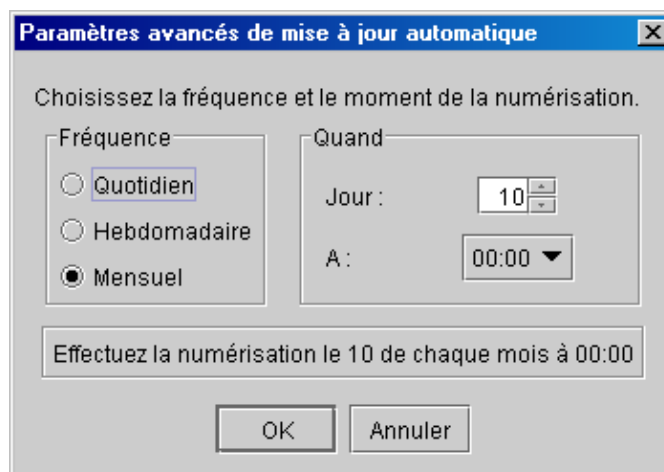 Paramètres avancés de mise à jour automatique
Choisissez la fréquence et le moment de la numérisation.
Fréquence
Quotidien
Hebdomadaire
Mensuel
Quand
Jour : 10
A : 00:00
Effectuez la numérisation le 10 de chaque mois à 00:00
OK Annuler